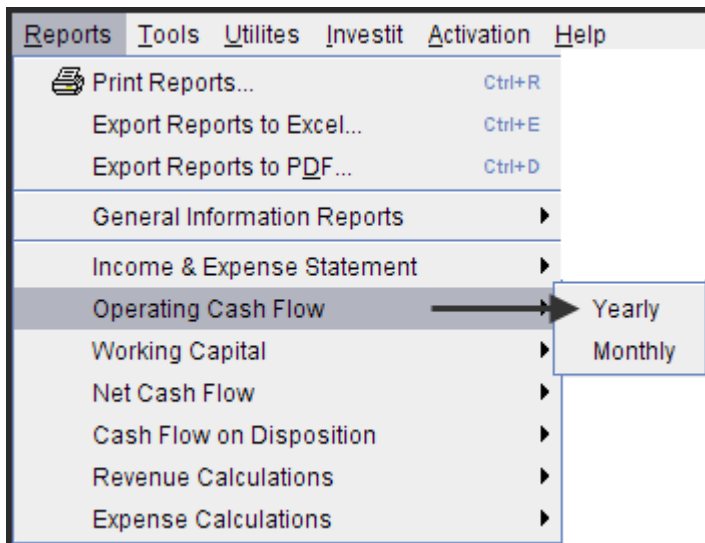 Reports Tools Utilites Investit Activation Help
Print Reports... Ctrl+R
Export Reports to Excel... Ctrl+E
Export Reports to PDF... Ctrl+D
General Information Reports
Income & Expense Statement
Operating Cash Flow Yearly
Working Capital Monthly
Net Cash Flow
Cash Flow on Disposition
Revenue Calculations
Expense Calculations